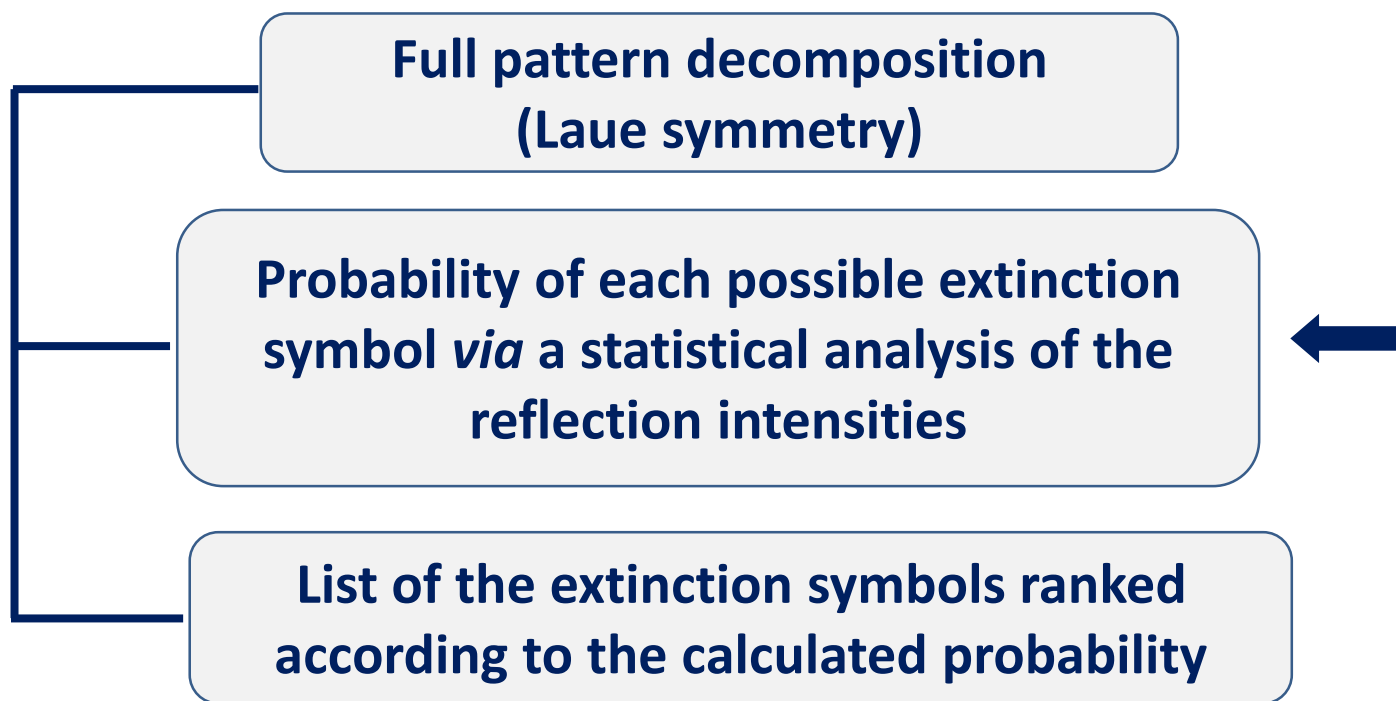 Full pattern decomposition
(Laue symmetry)
Probability of each possible extinction
symbol via a statistical analysis of the
reflection intensities
List of the extinction symbols ranked
according to the calculated probability